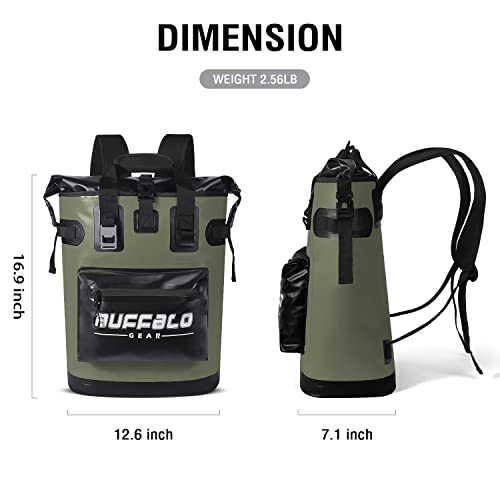 DIMENSION
WEIGHT 2.56LB
16.9 inch
BUFFALO
GEAR
12.6 inch
7.1 inch